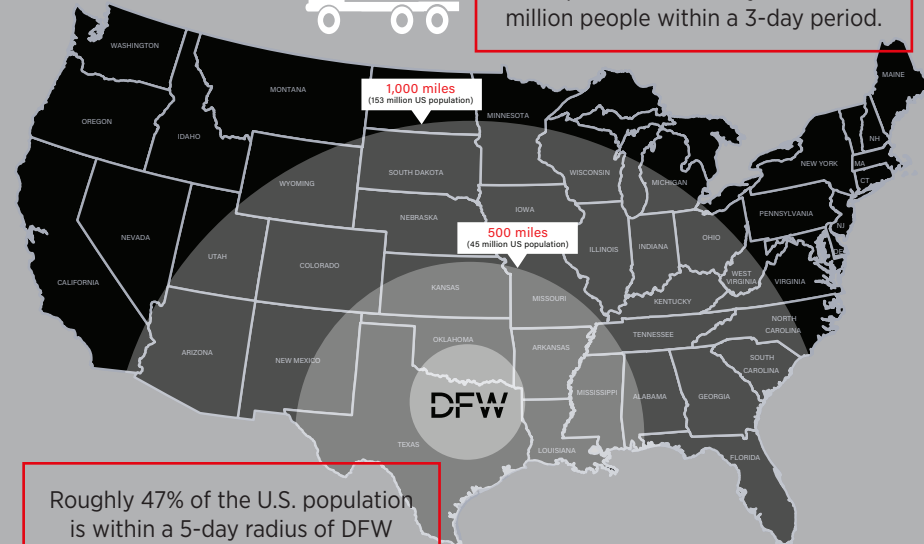 million people within a 3-day period.
WASHINGTON
MAINE
MONTANA
1,000 miles
(153 million US population)
MINNESOTA
OREGON
IDAHO
NH
NEW YORK
MA
WISCONSIN
SOUTH DAKOTA
WYOMING
MICHIGAN
CT
NEBRASKA
IOWA
PENNSYLVANIA
NJ
500 miles
(45 million US population)
NEVADA
OHIO
ILLINOIS
INDIANA
UTAH
COLORADO
WEST
VIRGINIA
VIRGINIA
CALIFORNIA
KANSAS
MISSOURI
KENTUCKY
NORTH
CAROLINA
TENNESSEE
OKLAHOMA
ARKANSAS
ARIZONA
NEW MEXICO
SOUTH
CAROLINA
MISSISSIPPI
ALABAMA
GEORGIA
DFW
TEXAS
LOUISIANA
FLORIDA
Roughly 47% of the U.S. population
is within a 5-day radius of DFW